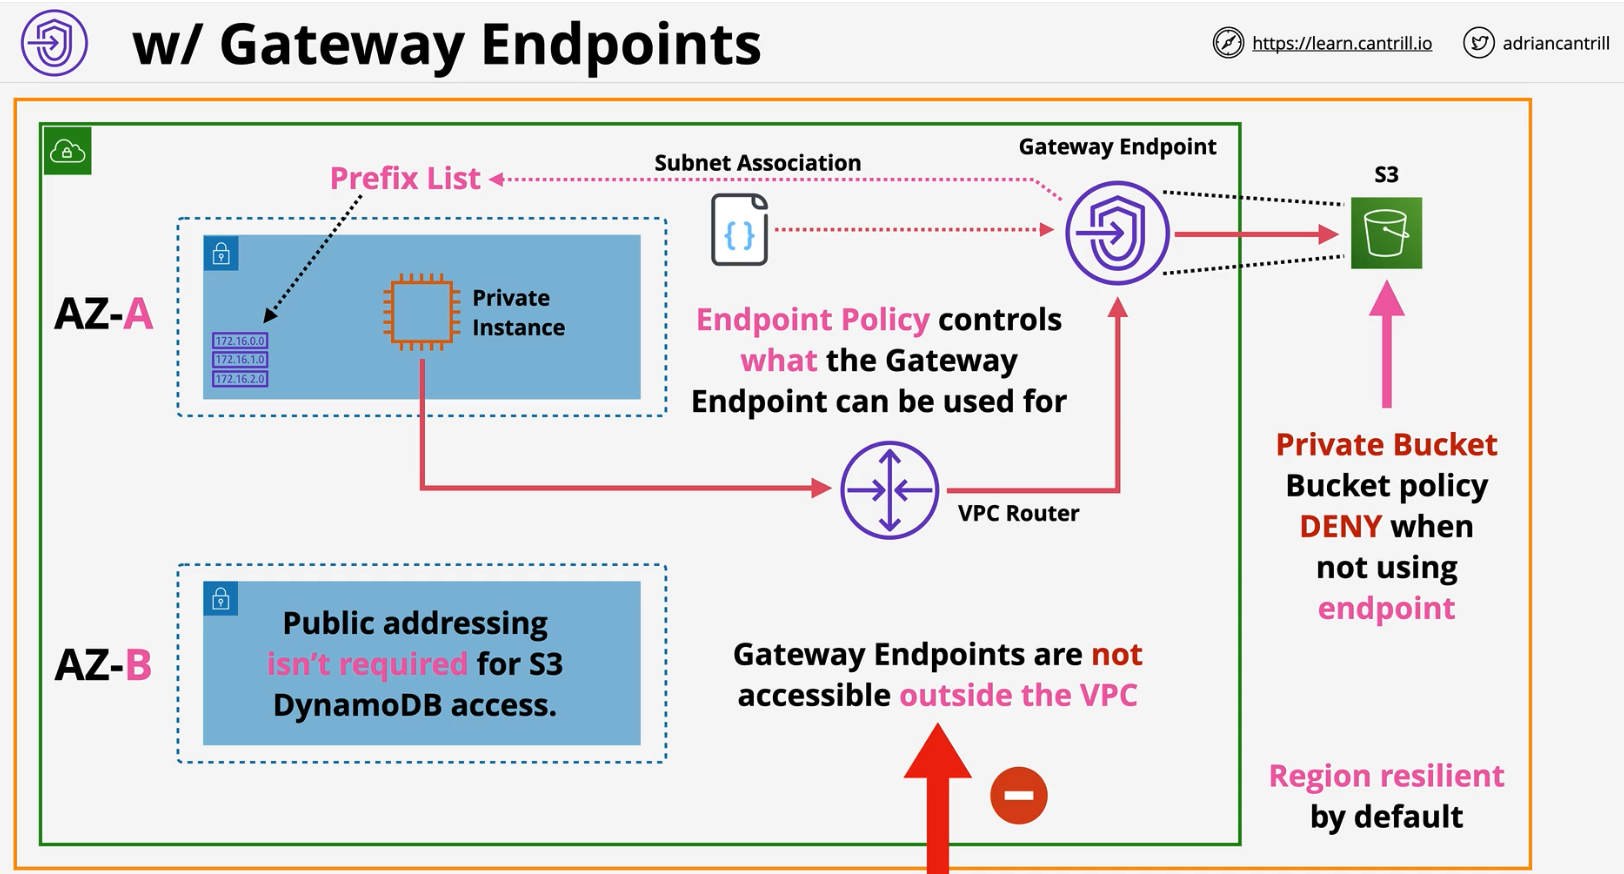 w/ Gateway Endpoints
https://learn.cantrill.io
adriancantrill
Prefix List
Subnet Association
Gateway Endpoint
S3
{ }
AZ-A
Private
Instance
172.16.0.0
172.16.1.0
172.16.2.0
Endpoint Policy controls
what the Gateway
Endpoint can be used for
VPC Router
Private Bucket
Bucket policy
DENY when
not using
endpoint
AZ-B
Public addressing
isn't required for S3
DynamoDB access.
Gateway Endpoints are not
accessible outside the VPC
Region resilient
by default